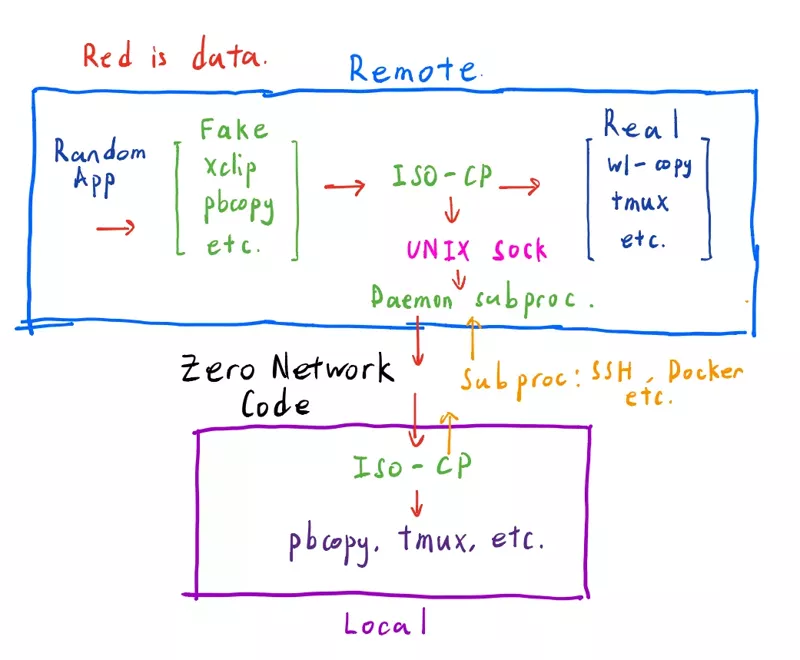 Red is data.
Remote.
Random
App
Fake
xclip
pbcopy
etc.
ISO-CP
UNIX sock
Daemon subproc.
Real
wl-copy
tmux
etc.
Zero Network
Code
Subproc: SSH, Docker
etc.
ISO-CP
pbcopy, tmux, etc.
Local